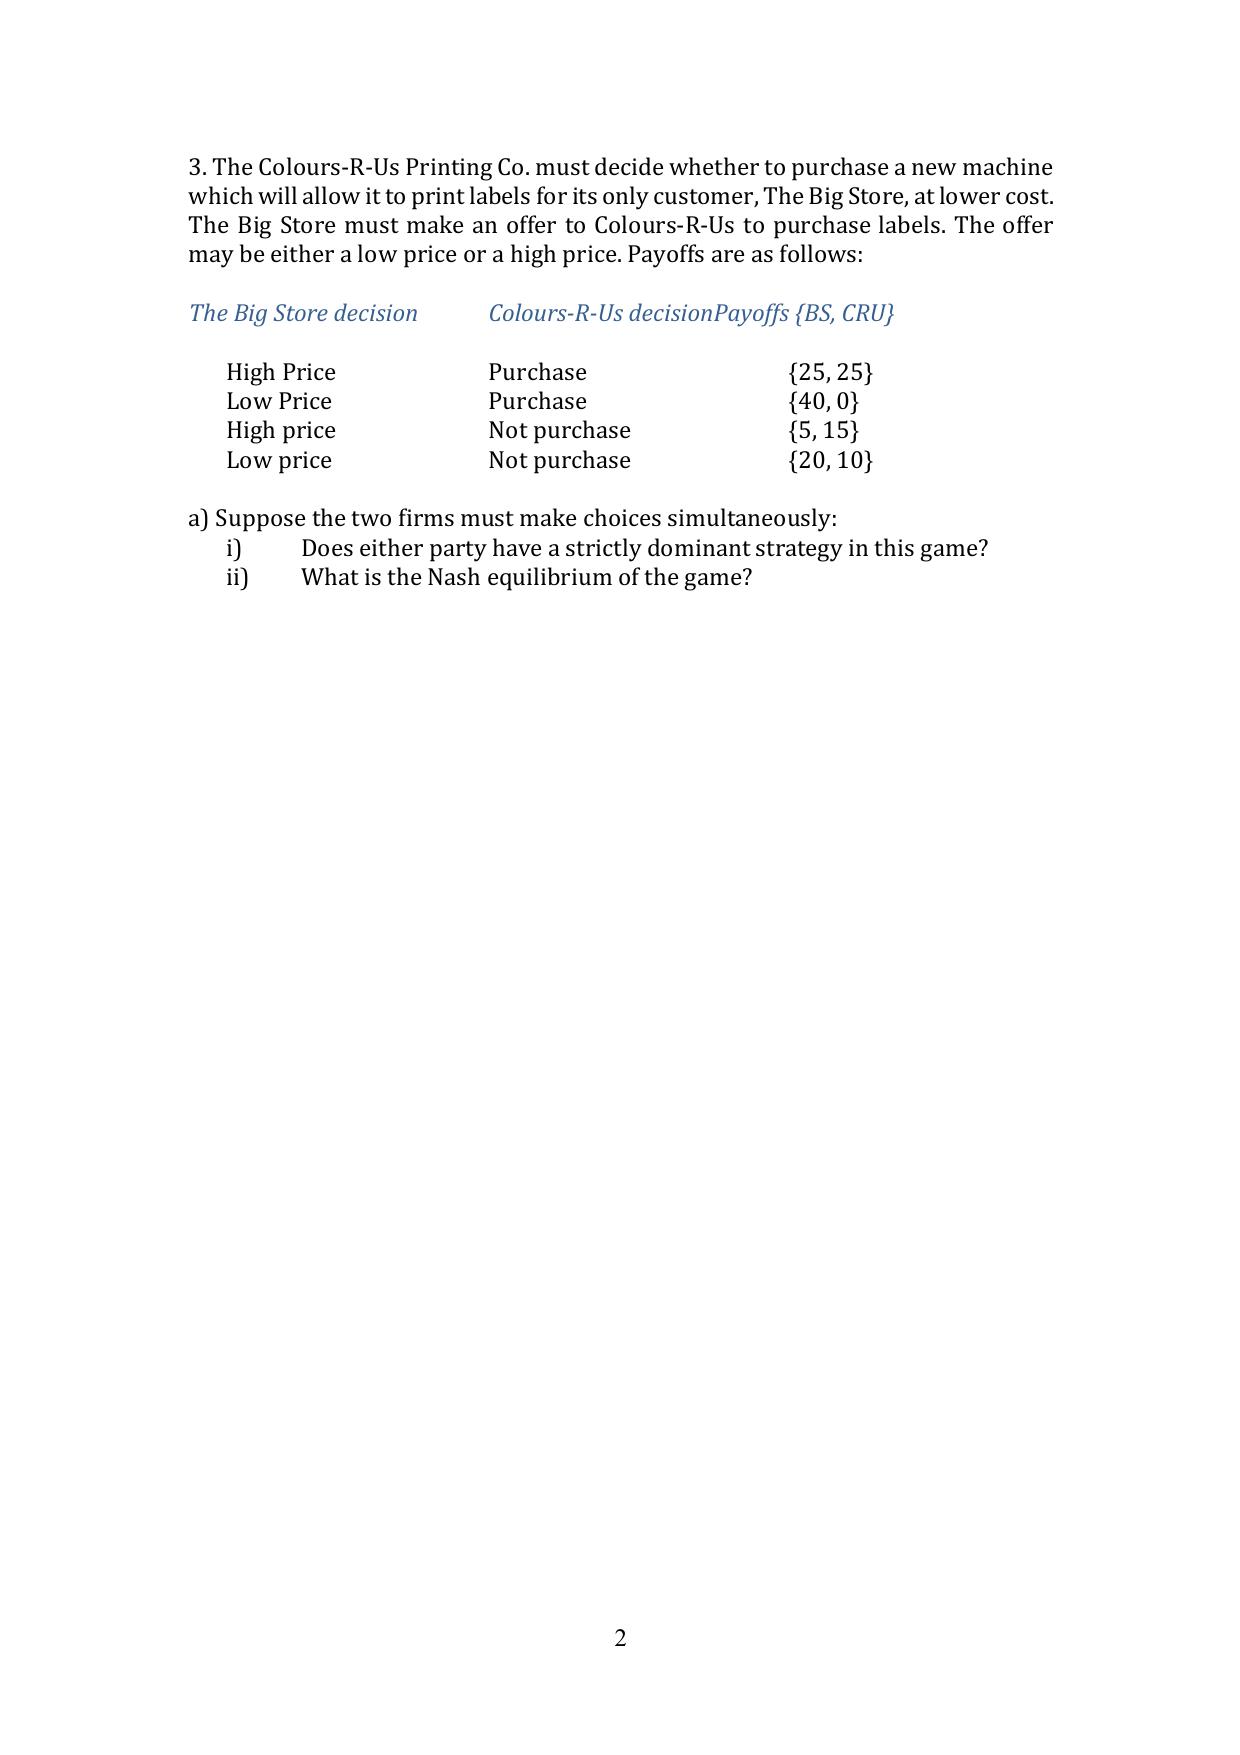 3. The Colours-R-Us Printing Co. must decide whether to purchase a new machine
which will allow it to print labels for its only customer, The Big Store, at lower cost.
The Big Store must make an offer to Colours-R-Us to purchase labels. The offer
may be either a low price or a high price. Payoffs are as follows:
The Big Store decision Colours-R-Us decisionPayoffs {BS, CRU}
High Price Purchase {25, 25}
Low Price Purchase {40, 0}
High price Not purchase {5, 15}
Low price Not purchase {20, 10}
a) Suppose the two firms must make choices simultaneously:
i) Does either party have a strictly dominant strategy in this game?
ii) What is the Nash equilibrium of the game?
2